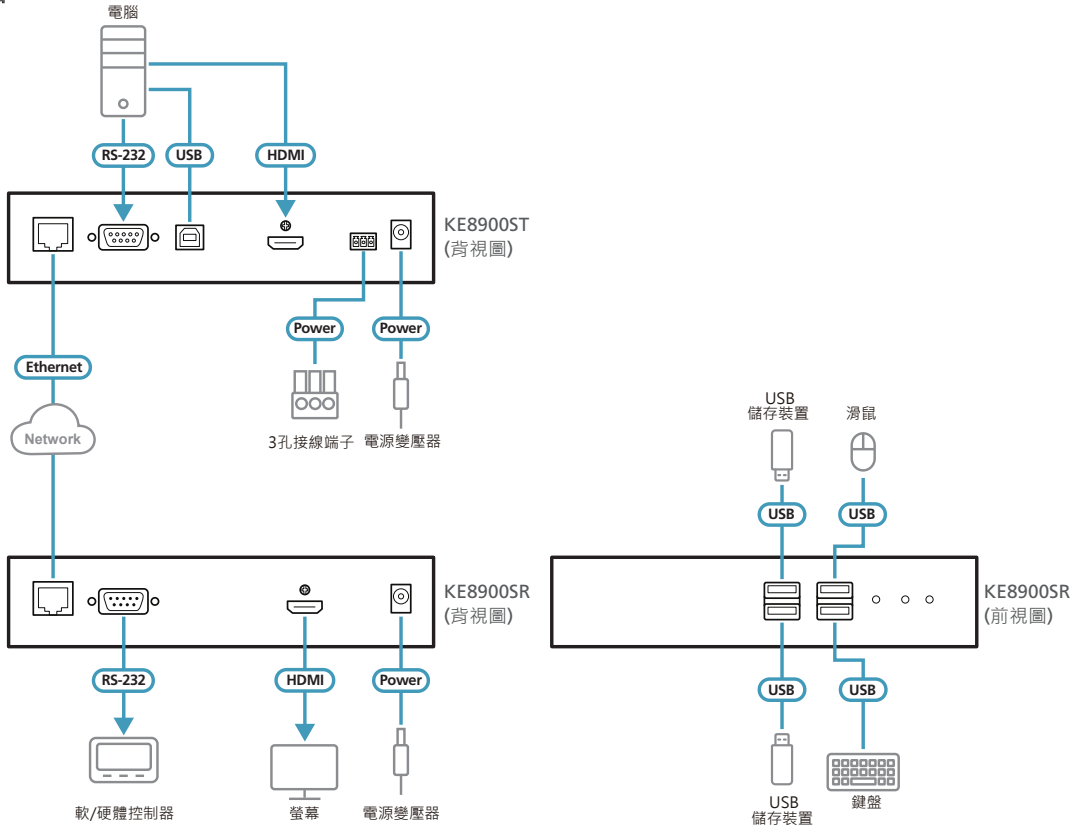 電腦
RS-232
USB
HDMI
KE8900ST
(背視圖)
Power
Power
Ethernet
Network
3孔接線端子
電源變壓器
KE8900SR
(背視圖)
RS-232
HDMI
Power
軟/硬體控制器
螢幕
電源變壓器
USB
儲存裝置
滑鼠
USB
USB
KE8900SR
(前視圖)
USB
USB
USB
儲存裝置
鍵盤